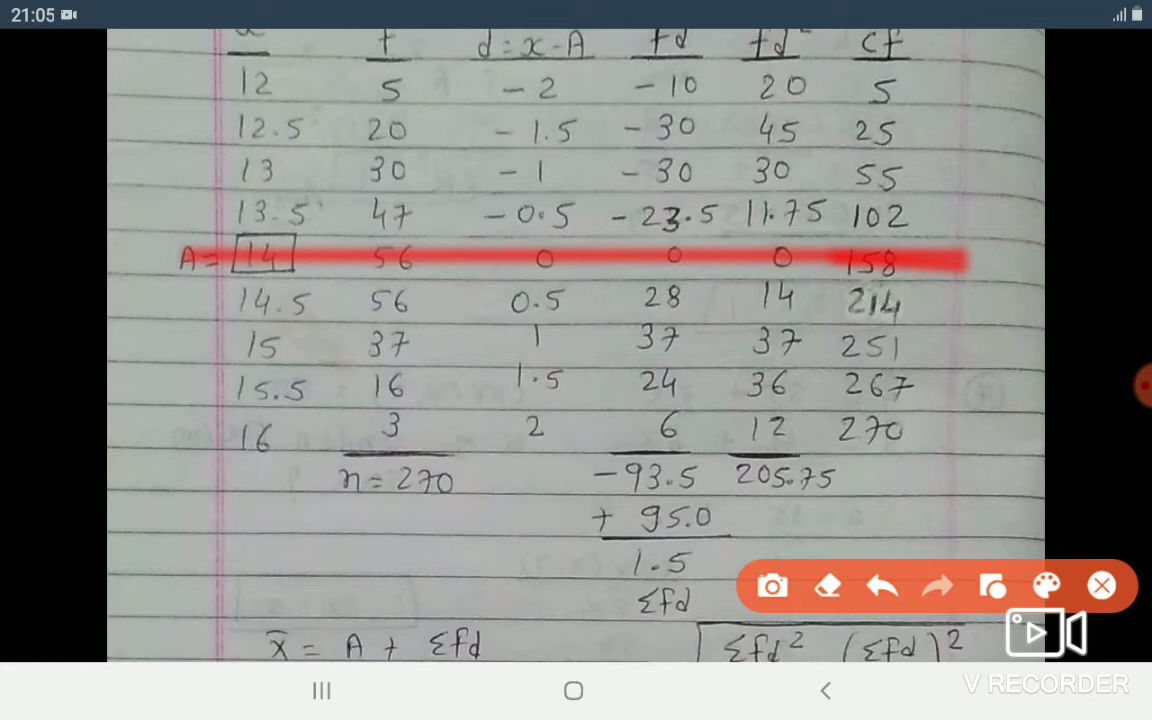 21:05
x f d = x - A fd fd² cf
12 5 - 2 - 10 20 5
12.5 20 - 1.5 - 30 45 25
13 30 - 1 - 30 30 55
13.5 47 - 0.5 - 23.5 11.75 102
A = 14 56 0 0 0 158
14.5 56 0.5 28 14 214
15 37 1 37 37 251
15.5 16 1.5 24 36 267
16 3 2 6 12 270
n = 270 - 93.5 205.75
+ 95.0
1.5
Σfd
x̄ = A + Σfd Σfd² (Σfd)²
V RECORDER